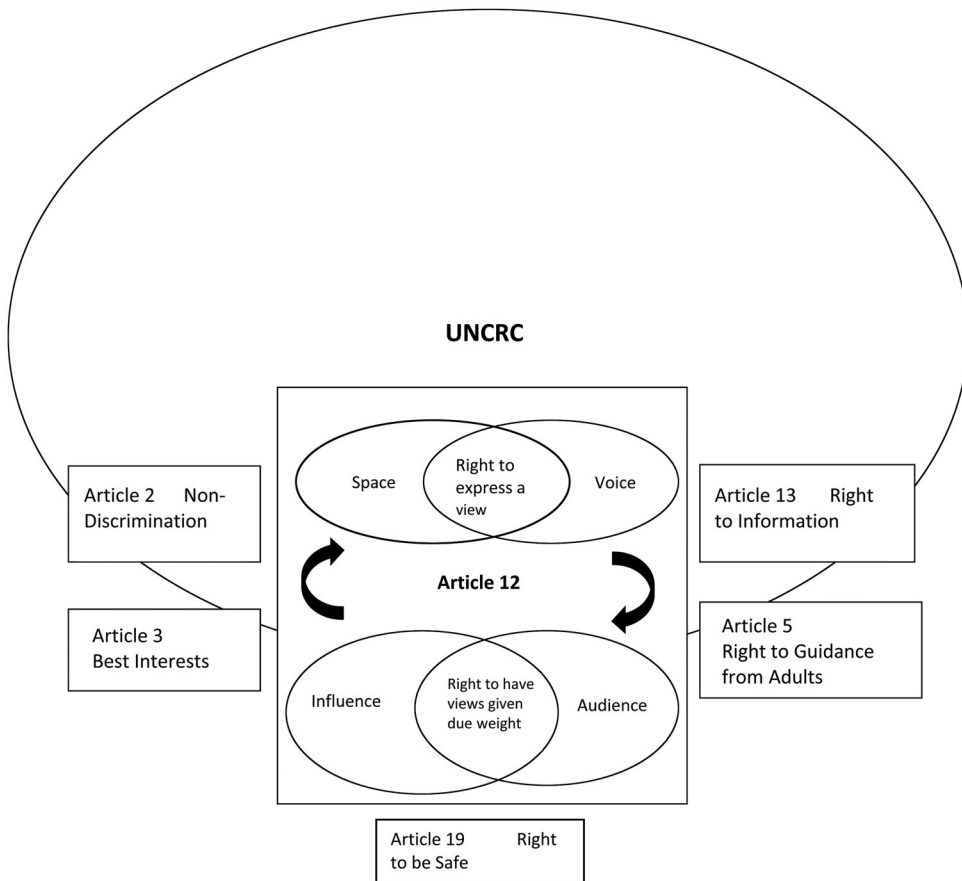 UNCRC
Space
Right to
express a
view
Voice
Article 2 Non-
Discrimination
Article 13 Right
to Information
Article 12
Article 3
Best Interests
Article 5
Right to Guidance
from Adults
Influence
Right to have
views given
due weight
Audience
Article 19 Right
to be Safe